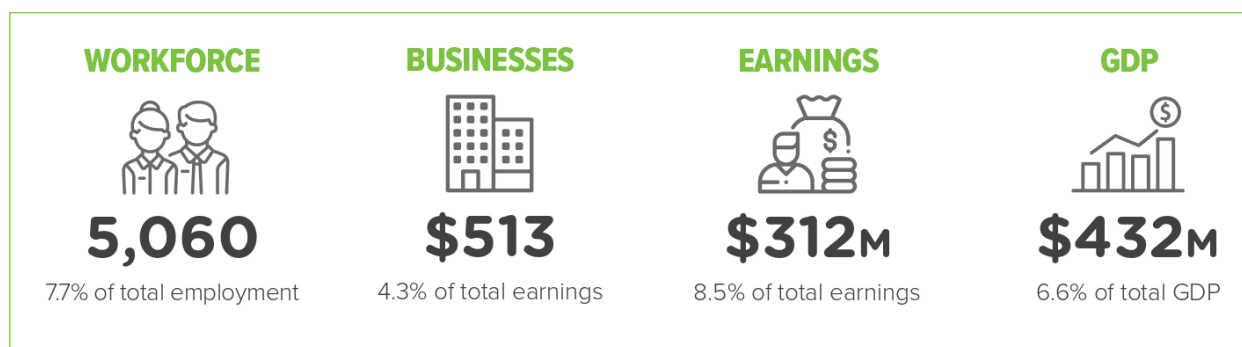 WORKFORCE
BUSINESSES
EARNINGS
GDP
$
$
5,060
$513
$312M
$432M
7.7% of total employment
4.3% of total earnings
8.5% of total earnings
6.6% of total GDP